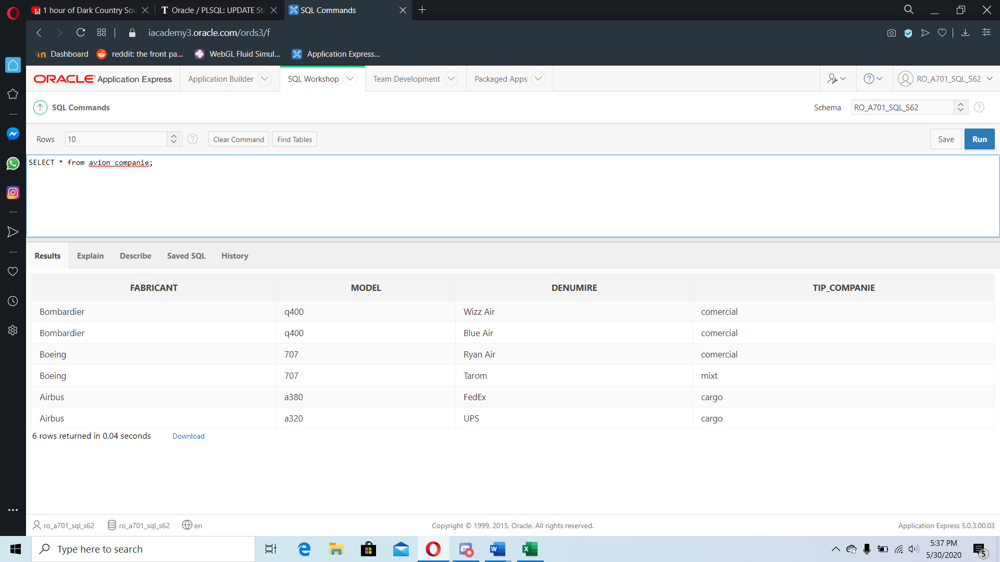 1 hour of Dark Country Sou
Oracle / PLSQL: UPDATE Sta
SQL Commands
iacademy3.oracle.com/ords3/f
Dashboard
reddit: the front pa...
WebGL Fluid Simul...
Application Express...
ORACLE Application Express
Application Builder
SQL Workshop
Team Development
Packaged Apps
RO_A701_SQL_S62
SQL Commands
Schema
RO_A701_SQL_S62
Rows
10
Clear Command
Find Tables
Save
Run
SELECT * from avion_companie;
Results
Explain
Describe
Saved SQL
History
FABRICANT MODEL DENUMIRE TIP_COMPANIE
Bombardier q400 Wizz Air comercial
Bombardier q400 Blue Air comercial
Boeing 707 Ryan Air comercial
Boeing 707 Tarom mixt
Airbus a380 FedEx cargo
Airbus a320 UPS cargo
6 rows returned in 0.04 seconds
Download
ro_a701_sql_s62
ro_a701_sql_s62
en
Copyright © 1999, 2015, Oracle. All rights reserved.
Application Express 5.0.3.00.03
Type here to search
5:37 PM
5/30/2020
5